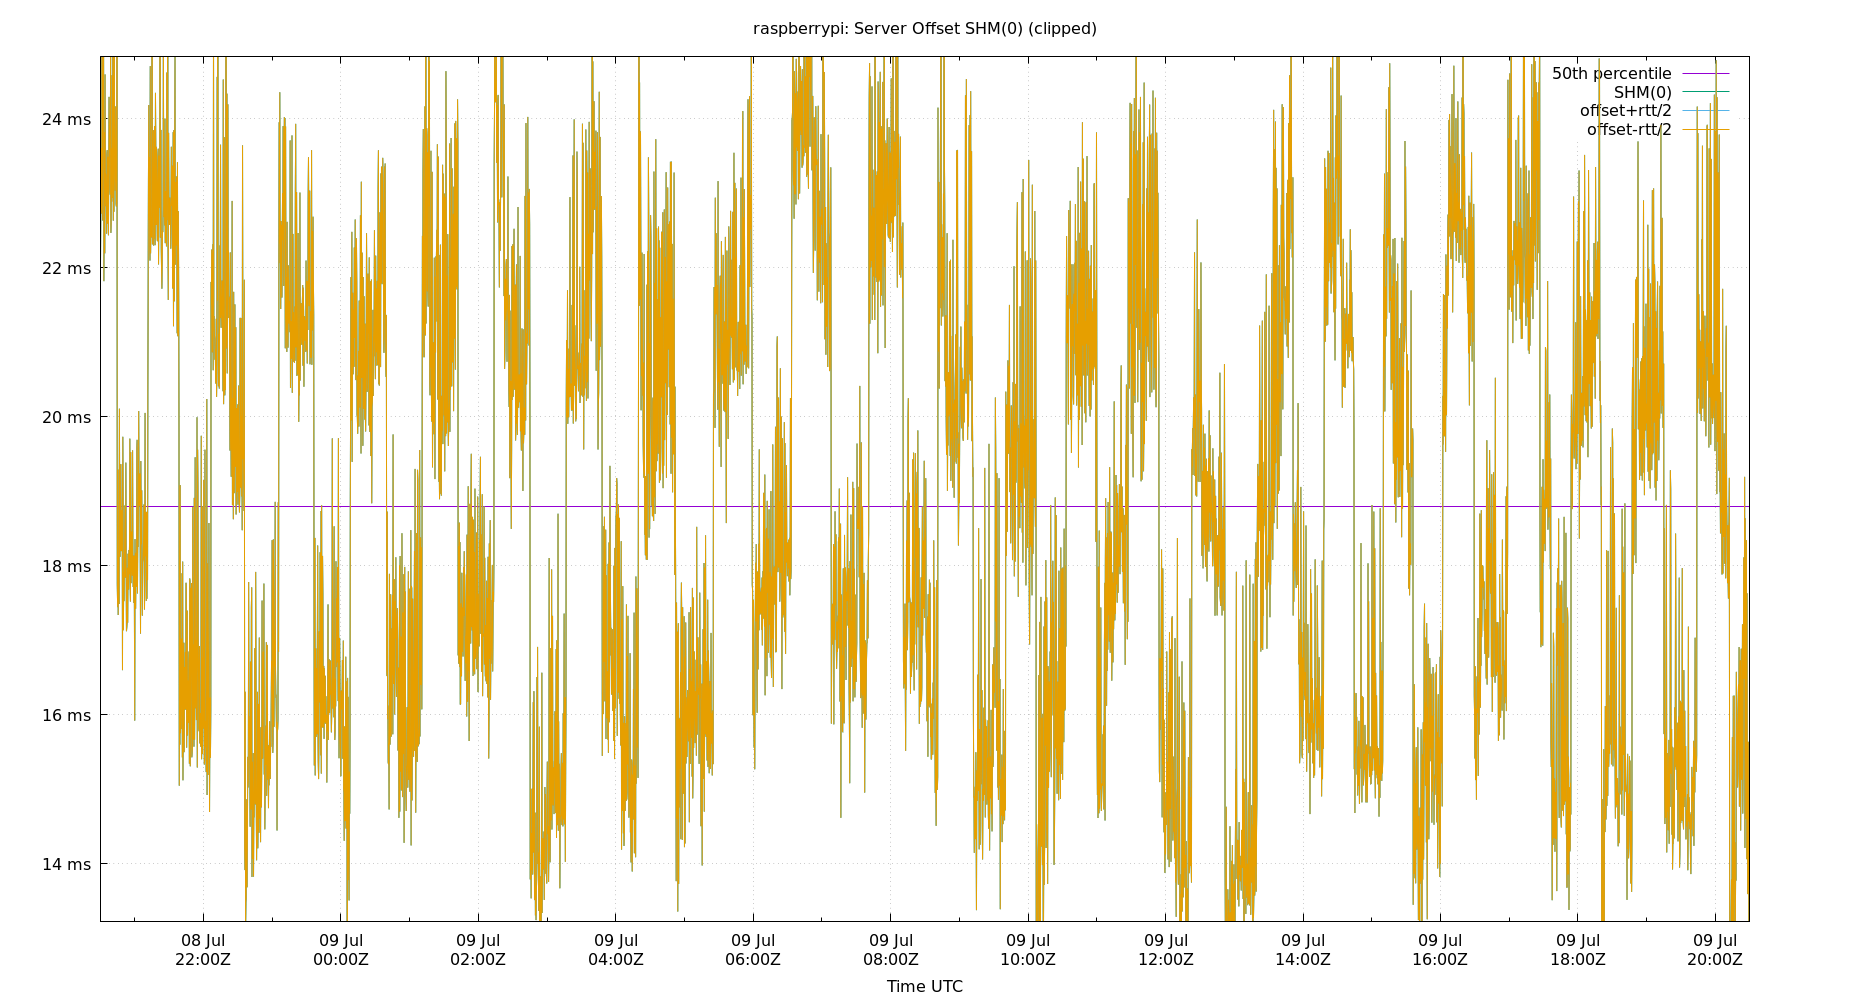 raspberrypi: Server Offset SHM(0) (clipped)
50th percentile
SHM(0)
offset+rtt/2
offset-rtt/2
24 ms
22 ms
20 ms
18 ms
16 ms
14 ms
08 Jul 09 Jul 09 Jul 09 Jul 09 Jul 09 Jul 09 Jul 09 Jul 09 Jul 09 Jul 09 Jul 09 Jul
22:00Z 00:00Z 02:00Z 04:00Z 06:00Z 08:00Z 10:00Z 12:00Z 14:00Z 16:00Z 18:00Z 20:00Z
Time UTC